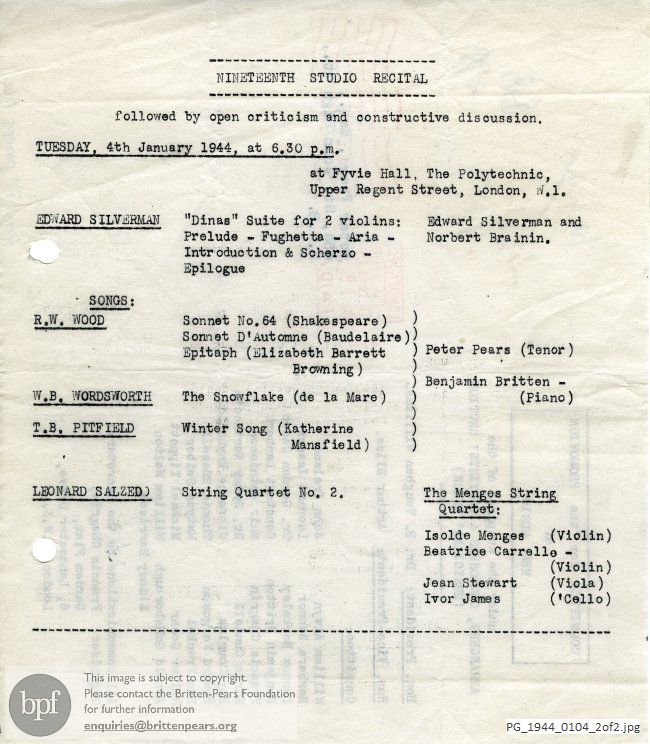 NINETEENTH STUDIO RECITAL
followed by open criticism and constructive discussion.
TUESDAY, 4th January 1944, at 6.30 p.m.
at Fyvie Hall, The Polytechnic,
Upper Regent Street, London, W.1.
EDWARD SILVERMAN "Dinas" Suite for 2 violins: Edward Silverman and
Prelude - Fughetta - Aria - Norbert Brainin.
Introduction & Scherzo -
Epilogue
SONGS:
R.W. WOOD Sonnet No.64 (Shakespeare) )
Sonnet D'Automne (Baudelaire))
Epitaph (Elizabeth Barrett ) Peter Pears (Tenor)
Browning) )
) Benjamin Britten -
W.B. WORDSWORTH The Snowflake (de la Mare) ) (Piano)
)
T.B. PITFIELD Winter Song (Katherine )
Mansfield) )
LEONARD SALZED) String Quartet No. 2. The Menges String
Quartet:
Isolde Menges (Violin)
Beatrice Carrelle -
(Violin)
Jean Stewart (Viola)
Ivor James ('Cello)
bpf
This image is subject to copyright.
Please contact the Britten-Pears Foundation
for further information
enquiries@brittenpears.org
PG_1944_0104_2of2.jpg